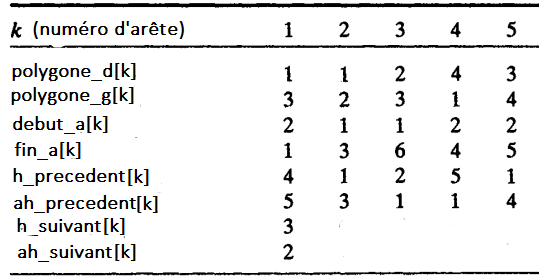 k (numéro d'arête) 1 2 3 4 5
polygone_d[k] 1 1 2 4 3
polygone_g[k] 3 2 3 1 4
debut_a[k] 2 1 1 2 2
fin_a[k] 1 3 6 4 5
h_precedent[k] 4 1 2 5 1
ah_precedent[k] 5 3 1 1 4
h_suivant[k] 3
ah_suivant[k] 2